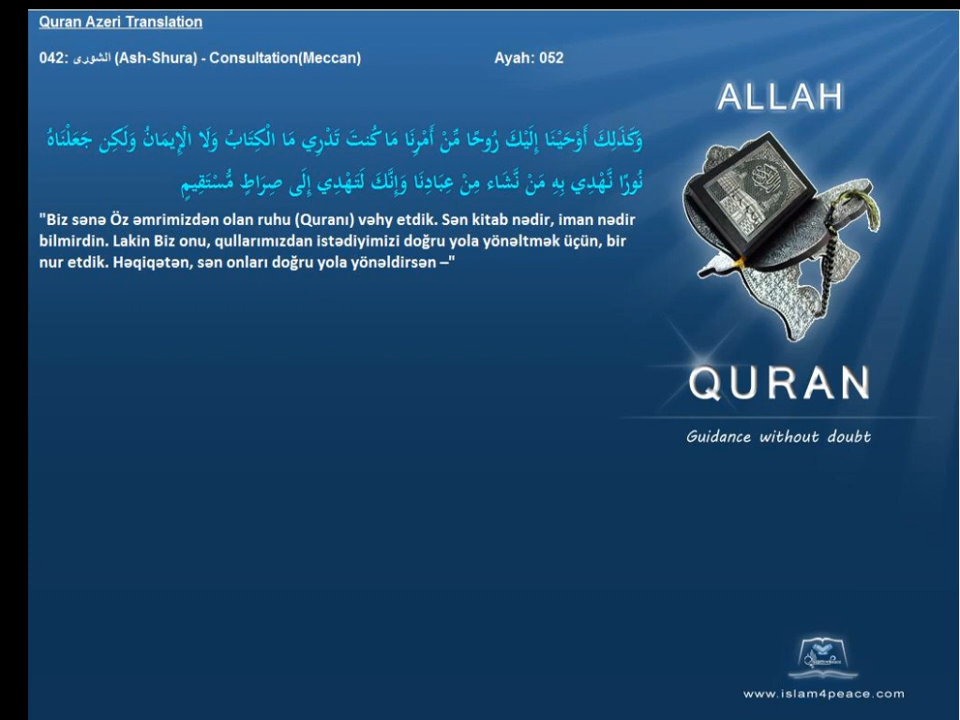 Quran Azeri Translation
042: الشورى (Ash-Shura) - Consultation(Meccan) Ayah: 052
ALLAH
وَكَذَلِكَ أَوْحَيْنَا إِلَيْكَ رُوحًا مِّنْ أَمْرِنَا مَا كُنتَ تَدْرِي مَا الْكِتَابُ وَلَا الْإِيمَانُ وَلَكِن جَعَلْنَاهُ
نُورًا نَّهْدِي بِهِ مَنْ نَّشَاء مِنْ عِبَادِنَا وَإِنَّكَ لَتَهْدِي إِلَى صِرَاطٍ مُّسْتَقِيمٍ
"Biz sənə Öz əmrimizdən olan ruhu (Quranı) vəhy etdik. Sən kitab nədir, iman nədir
bilmirdin. Lakin Biz onu, qullarımızdan istədiyimizi doğru yola yönəltmək üçün, bir
nur etdik. Həqiqətən, sən onları doğru yola yönəldirsən –"
QURAN
Guidance without doubt
www.islam4peace.com